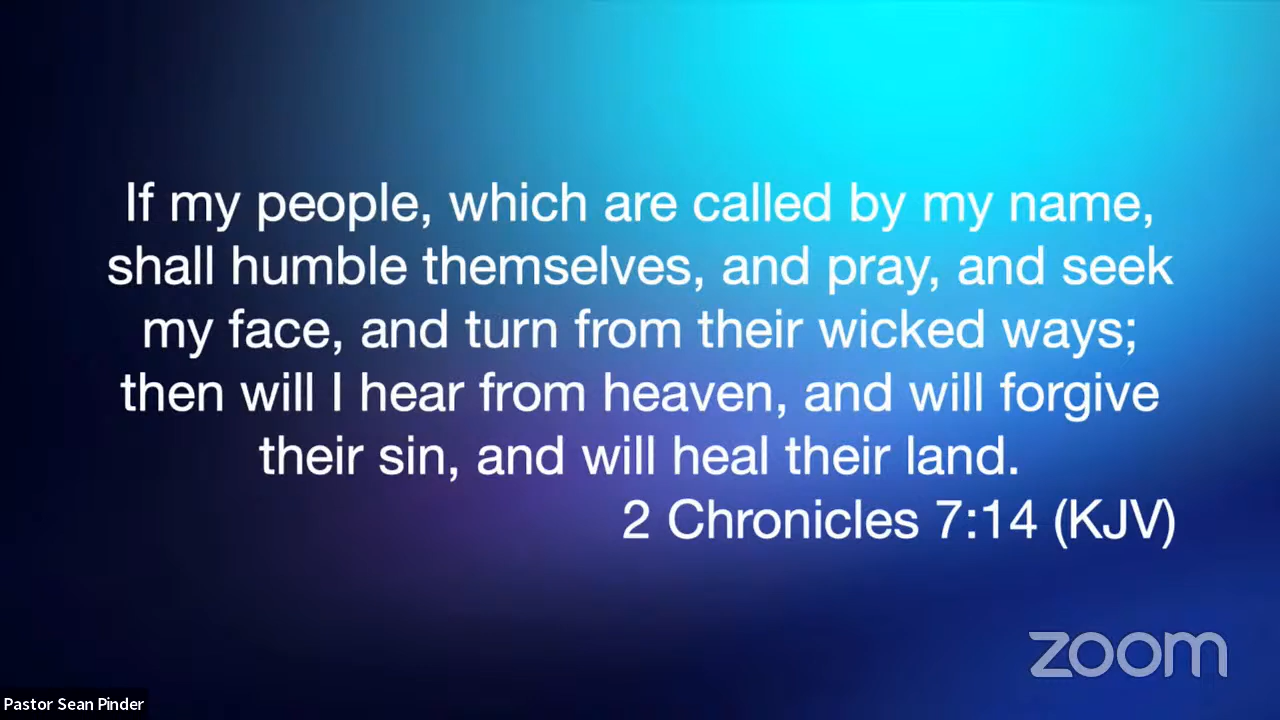 If my people, which are called by my name,
shall humble themselves, and pray, and seek
my face, and turn from their wicked ways;
then will I hear from heaven, and will forgive
their sin, and will heal their land.
2 Chronicles 7:14 (KJV)
zoom
Pastor Sean Pinder